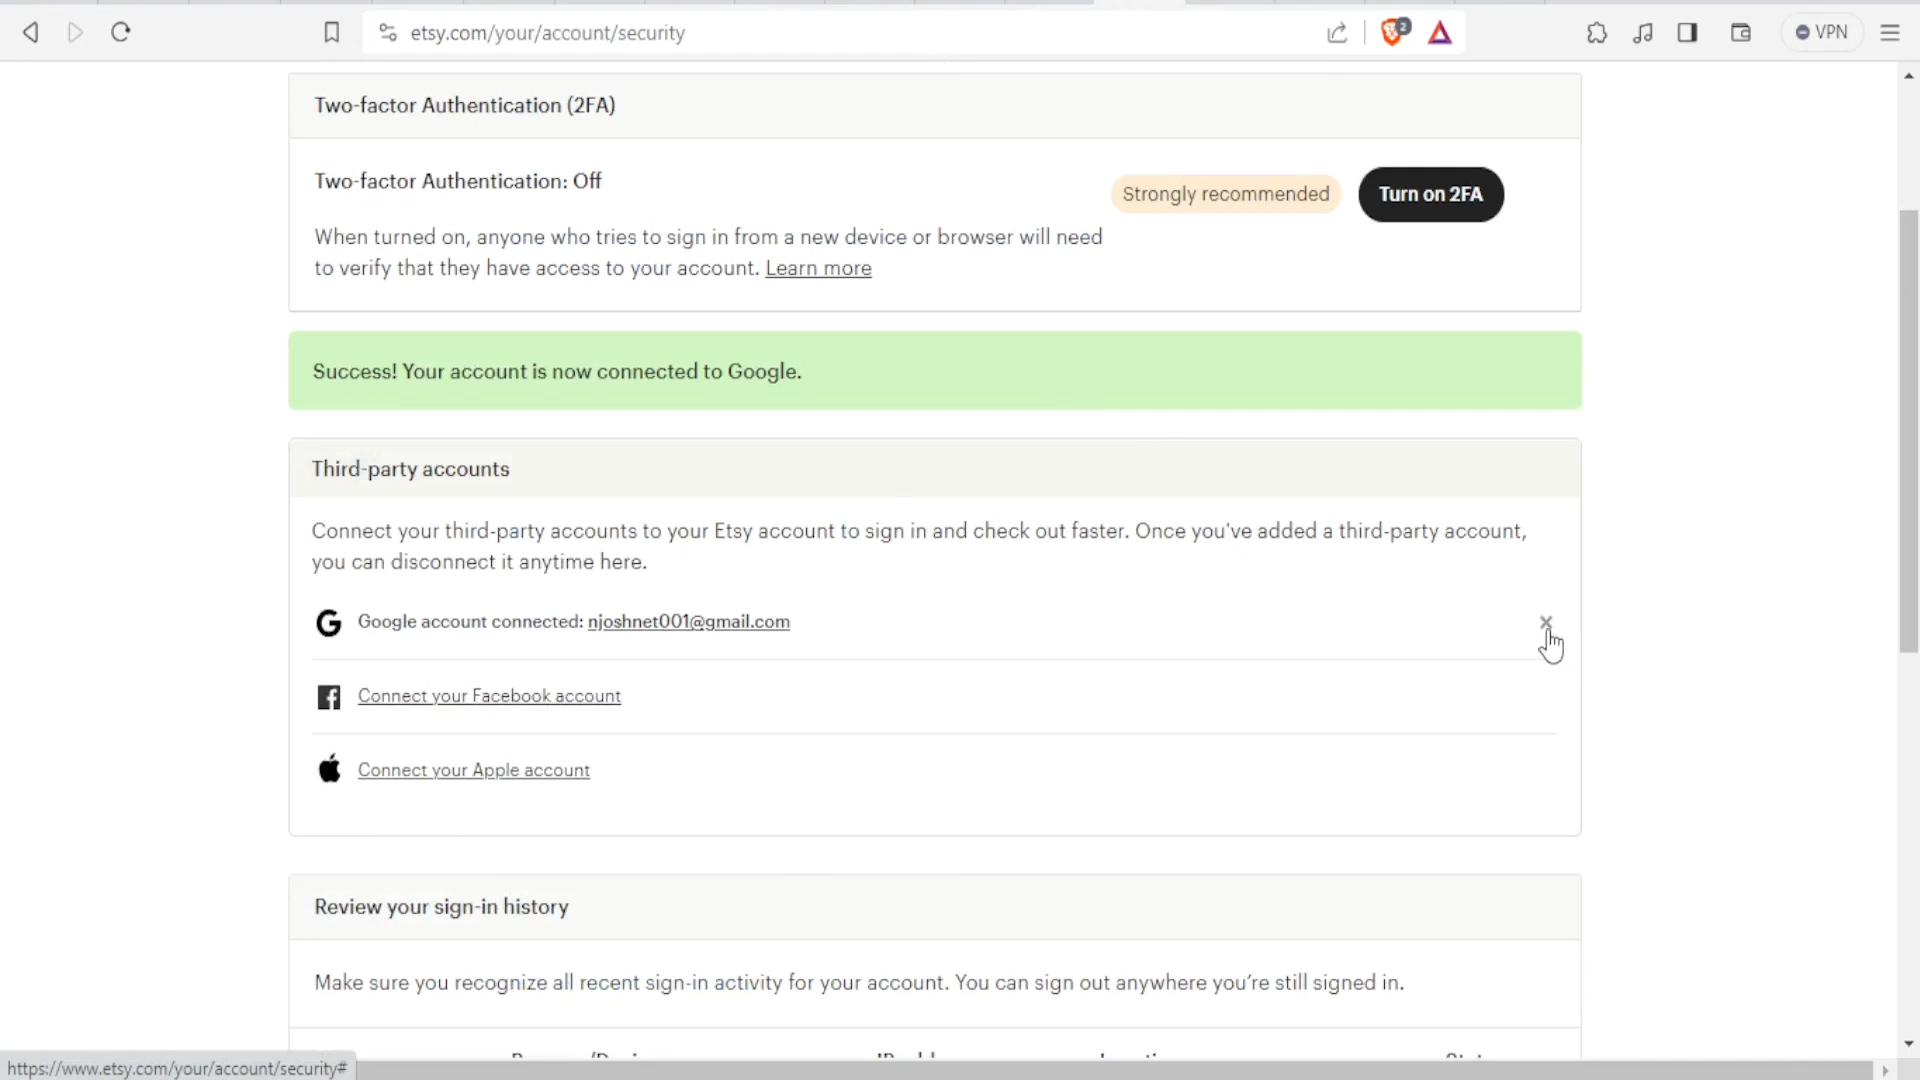 etsy.com/your/account/security
2
VPN
Two-factor Authentication (2FA)
Two-factor Authentication: Off
Strongly recommended
Turn on 2FA
When turned on, anyone who tries to sign in from a new device or browser will need
to verify that they have access to your account. Learn more
Success! Your account is now connected to Google.
Third-party accounts
Connect your third-party accounts to your Etsy account to sign in and check out faster. Once you've added a third-party account,
you can disconnect it anytime here.
Google account connected: njoshnet001@gmail.com
Connect your Facebook account
Connect your Apple account
Review your sign-in history
Make sure you recognize all recent sign-in activity for your account. You can sign out anywhere you’re still signed in.
https://www.etsy.com/your/account/security#